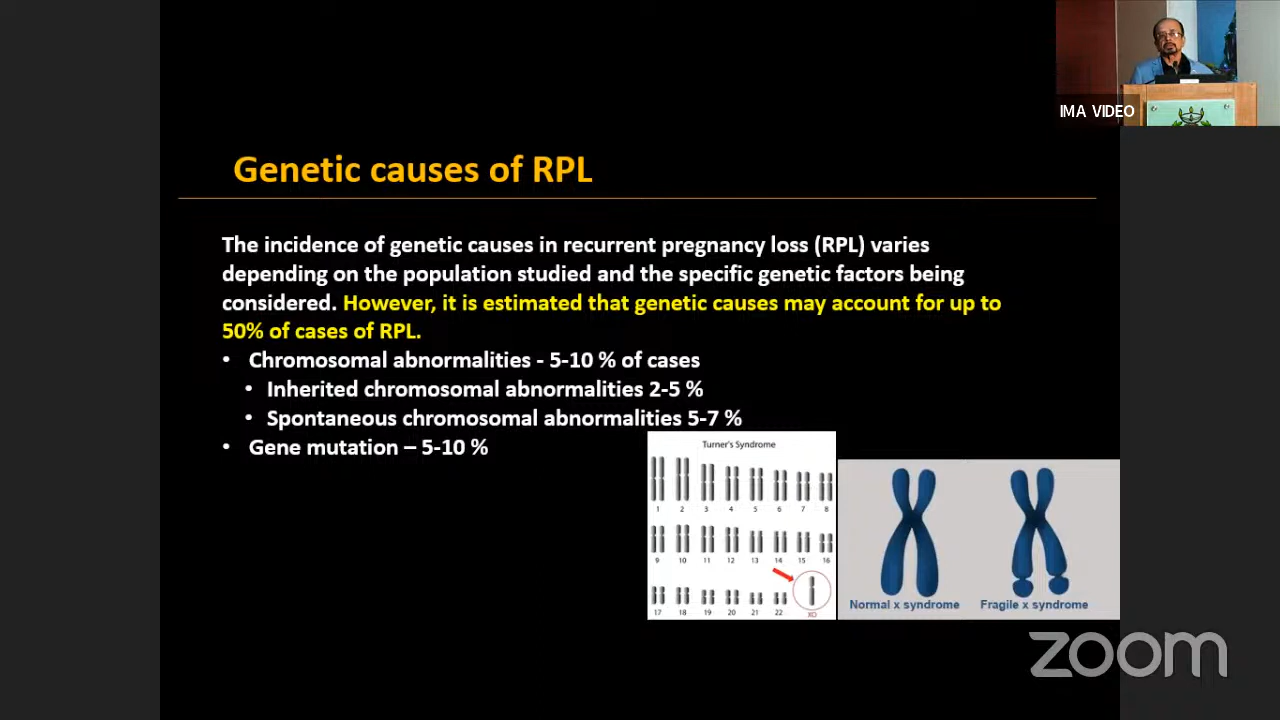 IMA VIDEO
Genetic causes of RPL
The incidence of genetic causes in recurrent pregnancy loss (RPL) varies
depending on the population studied and the specific genetic factors being
considered. However, it is estimated that genetic causes may account for up to
50% of cases of RPL.
• Chromosomal abnormalities - 5-10 % of cases
• Inherited chromosomal abnormalities 2-5 %
• Spontaneous chromosomal abnormalities 5-7 %
• Gene mutation – 5-10 %
Turner's Syndrome
1 2 3 4 5 6 7 8
9 10 11 12 13 14 15 16
17 18 19 20 21 22 XO
Normal x syndrome Fragile x syndrome
zoom